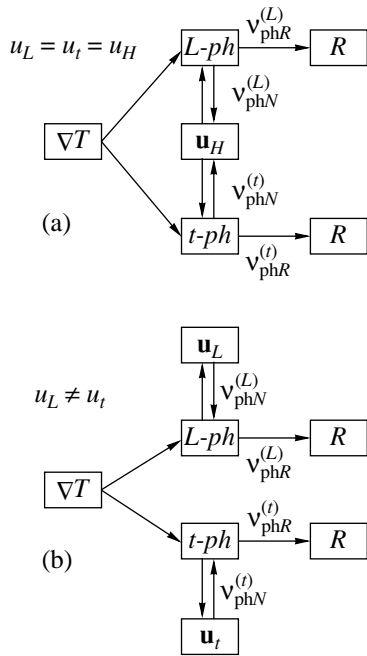 u_L = u_t = u_H
L-ph
ν_phR^(L)
R
ν_phN^(L)
∇T
u_H
ν_phN^(t)
(a)
t-ph
R
ν_phR^(t)
u_L
u_L ≠ u_t
ν_phN^(L)
L-ph
R
ν_phR^(L)
∇T
ν_phR^(t)
t-ph
R
(b)
ν_phN^(t)
u_t